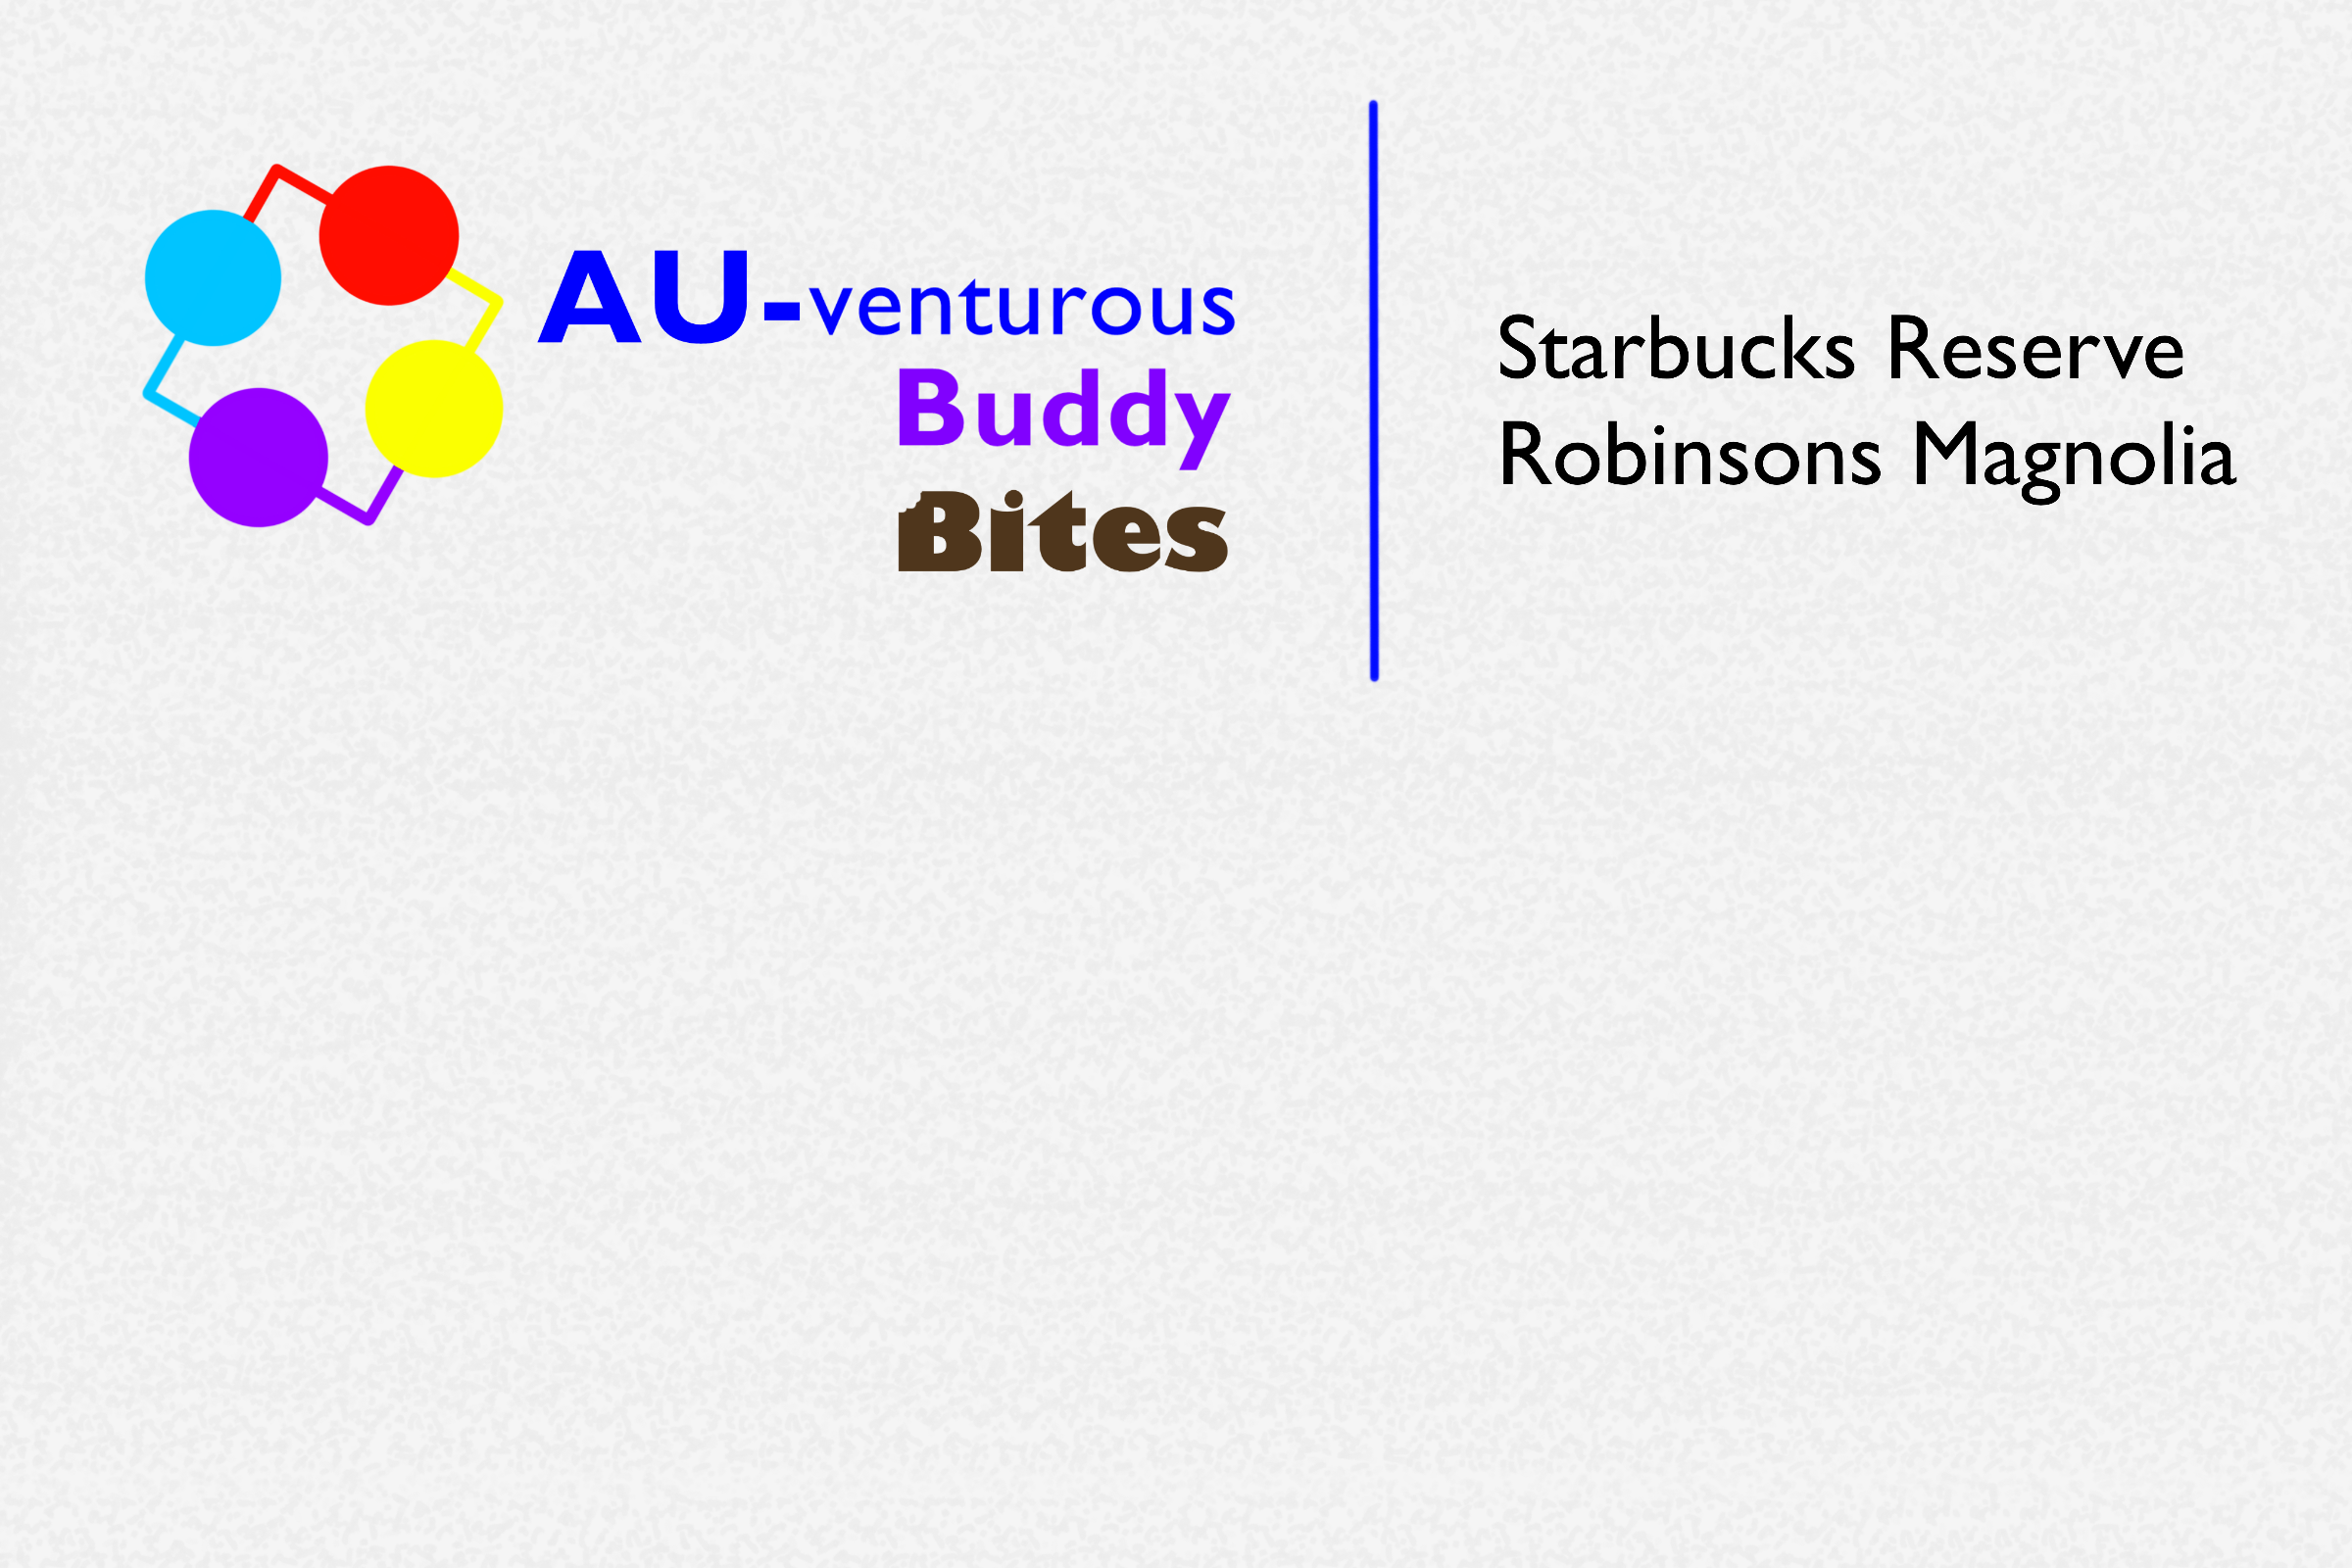 AU-venturous
Buddy
Bites
Starbucks Reserve
Robinsons Magnolia